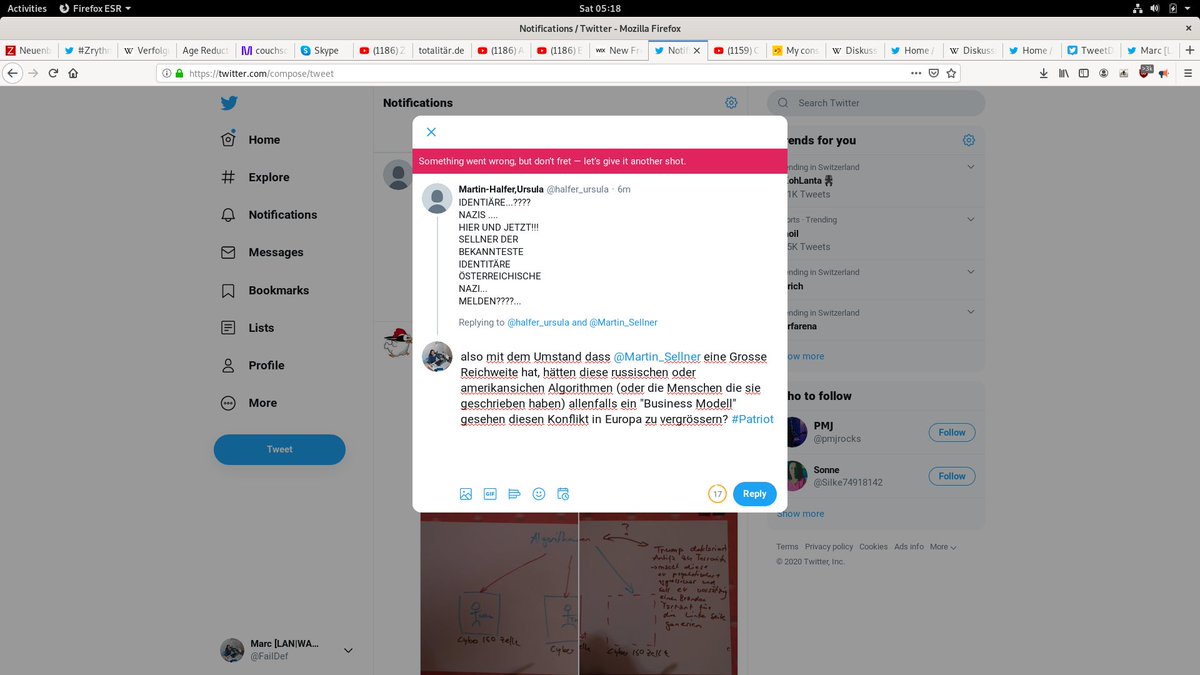 Activities Firefox ESR Sat 05:18
Notifications / Twitter - Mozilla Firefox
Neuenb #Zryth Verfolg Age Reduct couchs Skype (1186) Z totalitär.de (1186) A (1186) E New Fr Notif (1159) C My cons Discuss Home / Discuss Home / TweetD Marc [L
https://twitter.com/compose/tweet
Notifications
Search Twitter
Home
Explore
Notifications
Messages
Bookmarks
Lists
Profile
More
Tweet
Marc [LAN|WA...
@FailDef
Something went wrong, but don't fret — let's give it another shot.
Martin-Halfer,Ursula @halfer_ursula · 6m
IDENTIÄRE...????
NAZIS ....
HIER UND JETZT!!!
SELLNER DER
BEKANNTESTE
IDENTITÄRE
ÖSTERREICHISCHE
NAZI...
MELDEN????...
Replying to @halfer_ursula and @Martin_Sellner
also mit dem Umstand dass @Martin_Sellner eine Grosse
Reichweite hat, hätten diese russischen oder
amerikansichen Algorithmen (oder die Menschen die sie
geschrieben haben) allenfalls ein "Business Modell"
gesehen diesen Konflikt in Europa zu vergrössern? #Patriot
GIF
17
Reply
ends for you
ending in Switzerland
KohLanta
1K Tweets
orts · Trending
oil
5K Tweets
ending in Switzerland
rich
ending in Switzerland
rfarena
ow more
ho to follow
PMJ
@pmjrocks
Follow
Sonne
@Silke74918142
Follow
Show more
Terms Privacy policy Cookies Ads info More
© 2020 Twitter, Inc.
Algorithmen
?
Cyber ISO Zelle
Cyber
Cyber ISO Zelle
Trump deklariert
Antifa als Terroris